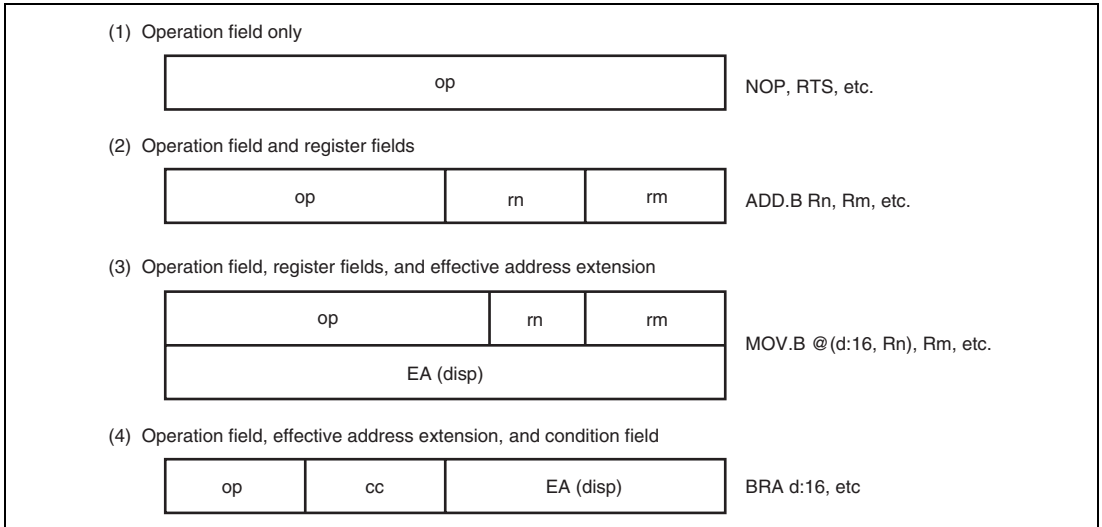 (1) Operation field only
op
NOP, RTS, etc.
(2) Operation field and register fields
op rn rm
ADD.B Rn, Rm, etc.
(3) Operation field, register fields, and effective address extension
op rn rm
EA (disp)
MOV.B @(d:16, Rn), Rm, etc.
(4) Operation field, effective address extension, and condition field
op cc EA (disp)
BRA d:16, etc